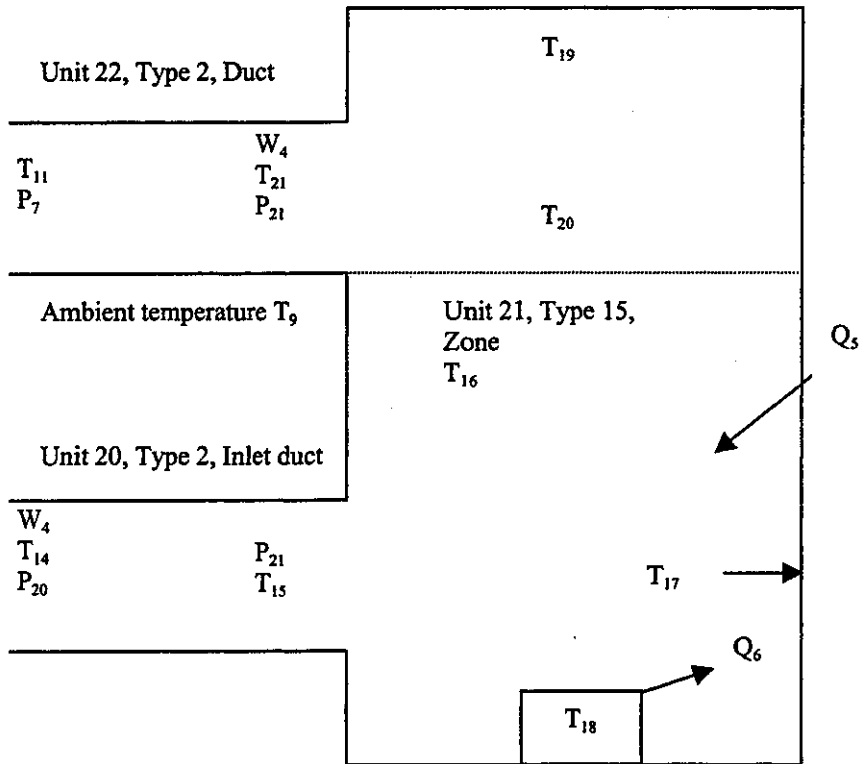 Unit 22, Type 2, Duct
T₁₉
T₁₁
P₇
W₄
T₂₁
P₂₁
T₂₀
Ambient temperature T₉
Unit 21, Type 15,
Zone
T₁₆
Q₅
Unit 20, Type 2, Inlet duct
W₄
T₁₄
P₂₀
P₂₁
T₁₅
T₁₇
Q₆
T₁₈